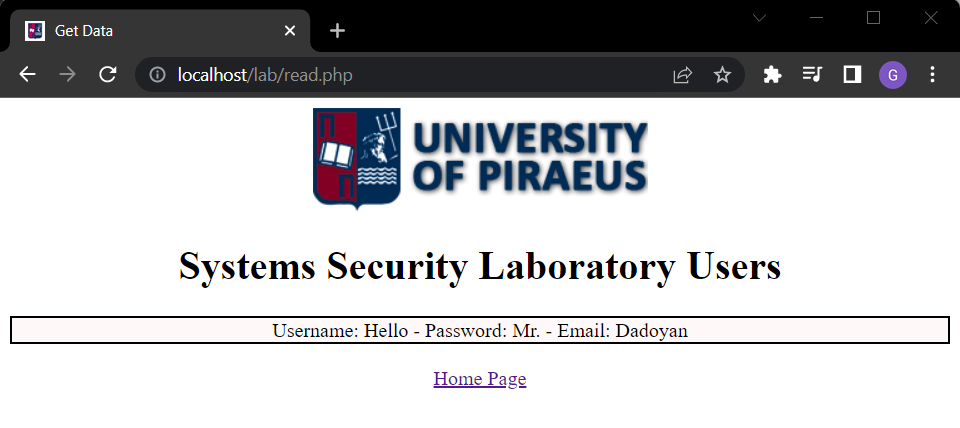 Get Data
localhost/lab/read.php
G
UNIVERSITY
OF PIRAEUS
Systems Security Laboratory Users
Username: Hello - Password: Mr. - Email: Dadoyan
Home Page